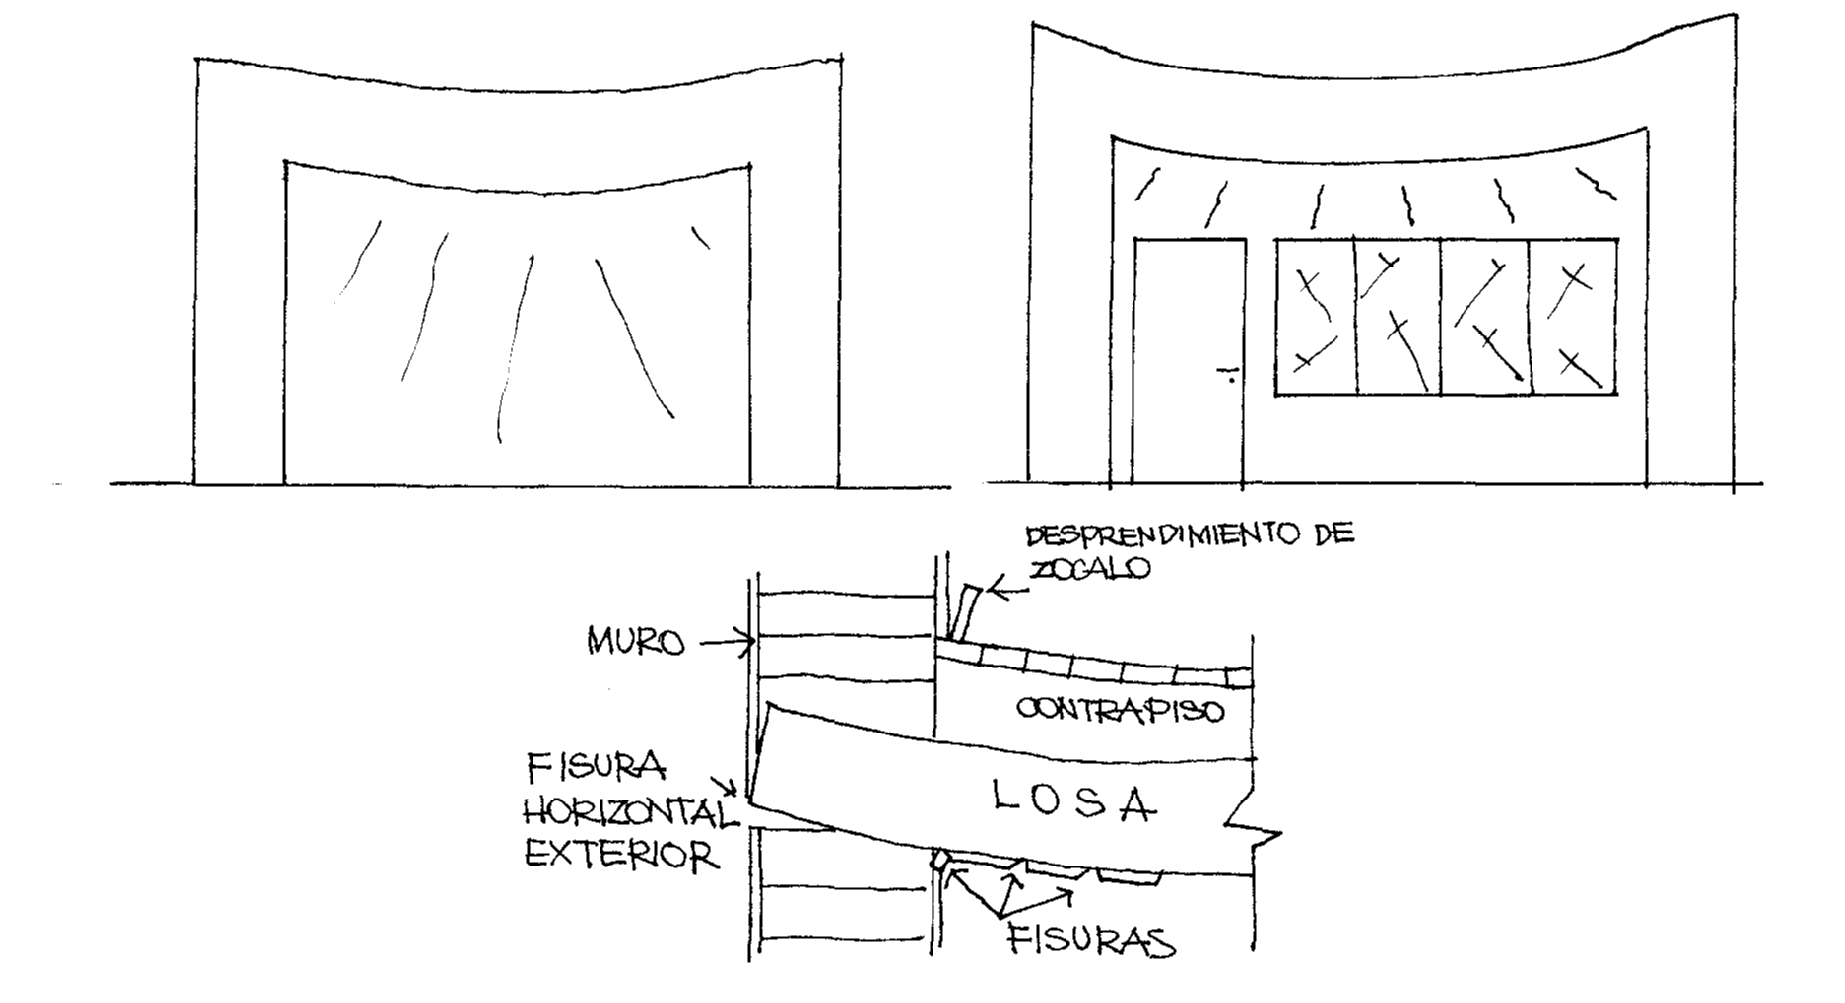 DESPRENDIMIENTO DE
ZOCALO
MURO
CONTRAPISO
FISURA
HORIZONTAL
EXTERIOR
LOSA
FISURAS